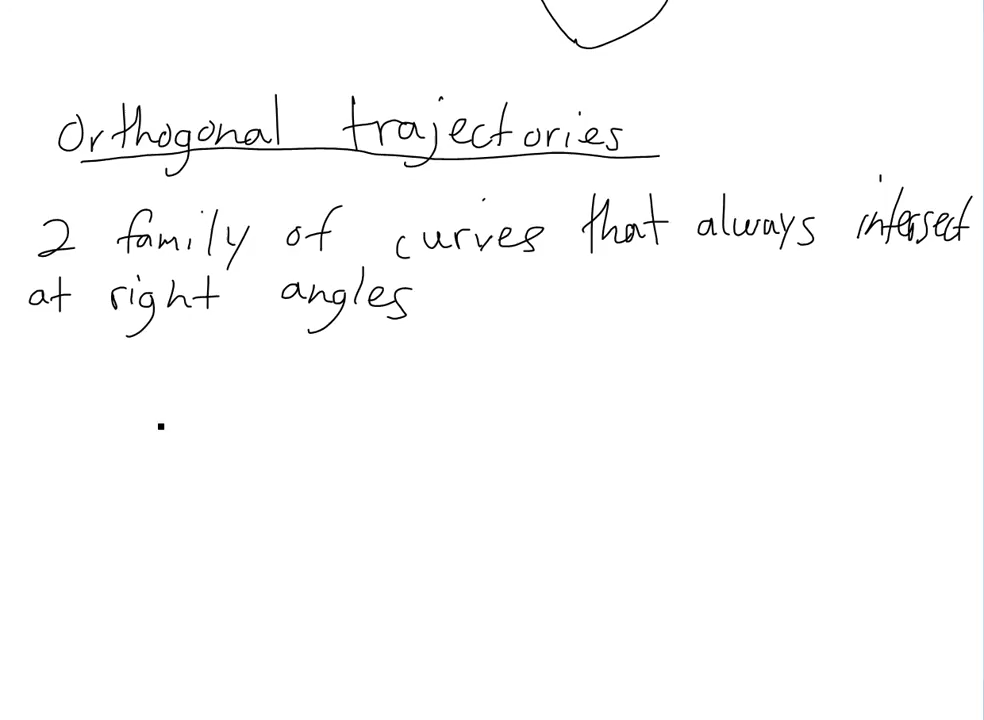 Orthogonal trajectories
2 family of curves that always intersect
at right angles